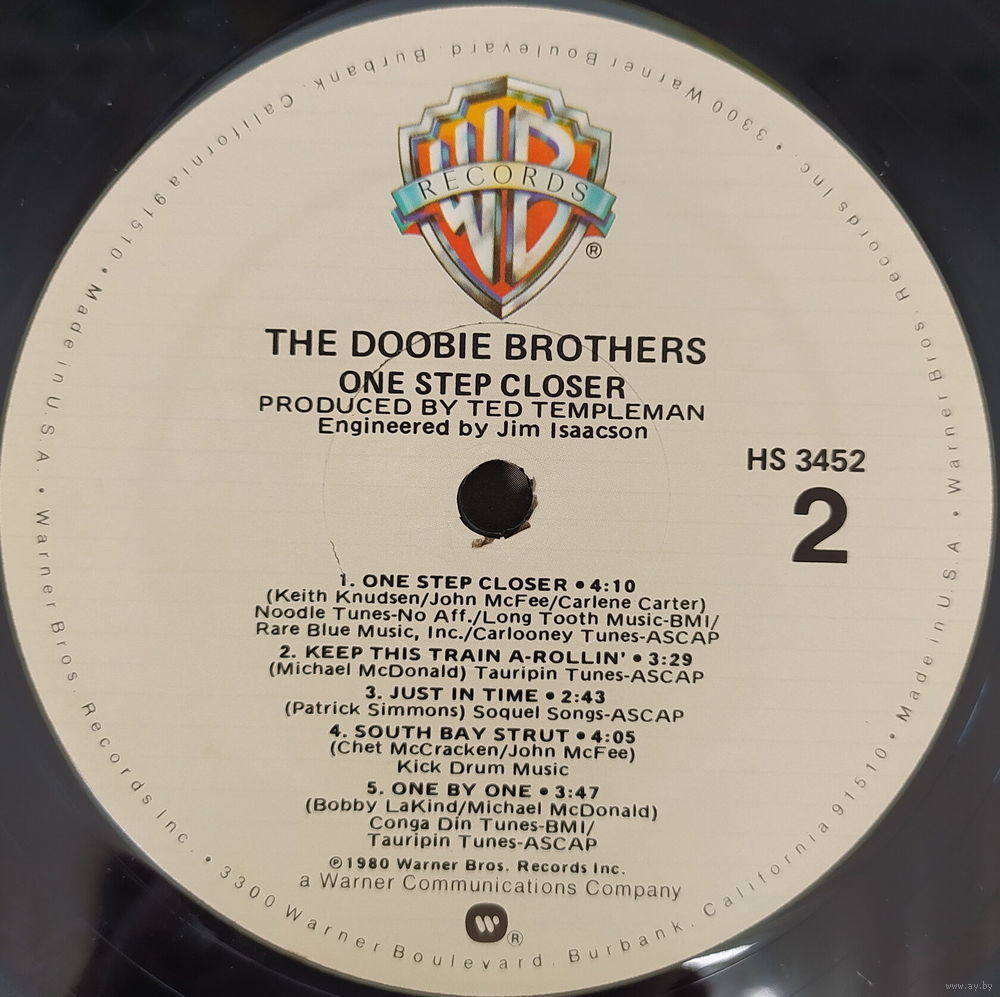 WB
RECORDS
®
THE DOOBIE BROTHERS
ONE STEP CLOSER
PRODUCED BY TED TEMPLEMAN
Engineered by Jim Isaacson
HS 3452
2
1. ONE STEP CLOSER • 4:10
(Keith Knudsen/John McFee/Carlene Carter)
Noodle Tunes-No Aff./Long Tooth Music-BMI/
Rare Blue Music, Inc./Carlooney Tunes-ASCAP
2. KEEP THIS TRAIN A-ROLLIN' • 3:29
(Michael McDonald) Tauripin Tunes-ASCAP
3. JUST IN TIME • 2:43
(Patrick Simmons) Soquel Songs-ASCAP
4. SOUTH BAY STRUT • 4:05
(Chet McCracken/John McFee)
Kick Drum Music
5. ONE BY ONE • 3:47
(Bobby LaKind/Michael McDonald)
Conga Din Tunes-BMI/
Tauripin Tunes-ASCAP
℗1980 Warner Bros. Records Inc.
a Warner Communications Company
W ®
Warner Bros. Records Inc. • 3300 Warner Boulevard. Burbank. California 91510 • Made in U.S.A. • Warner Bros. Records Inc. • 3300 Warner Boulevard. Burbank. California 91510 • Made in U.S.A •
www.ay.by